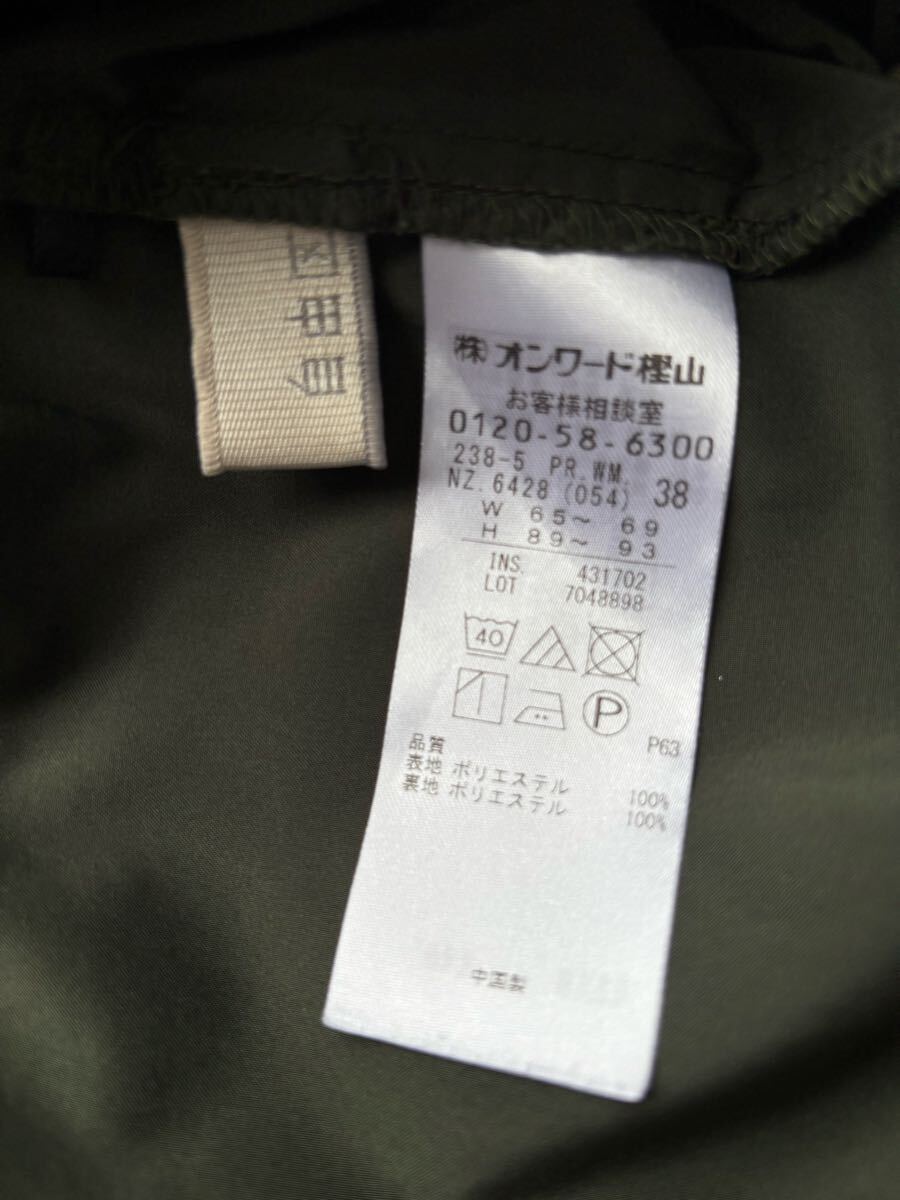 自由区
㈱オンワード樫山
お客様相談室
0120-58-6300
238-5 PR.WM.
NZ.6428 (054) 38
W 65～ 69
H 89～ 93
INS. 431702
LOT 7048898
40
P
P63
品質
表地 ポリエステル 100%
裏地 ポリエステル 100%
中国製